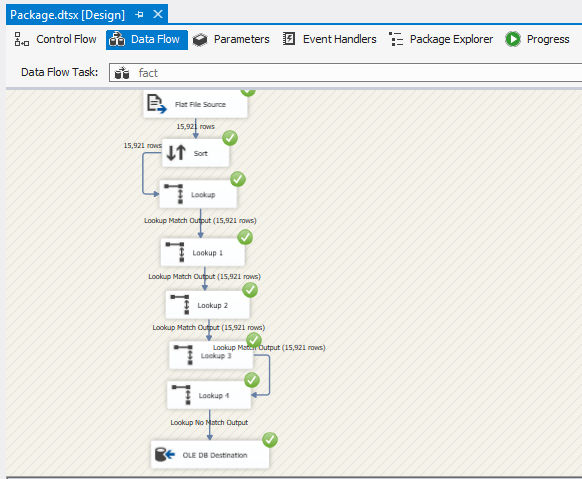 Package.dtsx [Design]
Control Flow Data Flow Parameters Event Handlers Package Explorer Progress
Data Flow Task: fact
Flat File Source
15,921 rows
15,921 rows
Sort
Lookup
Lookup Match Output (15,921 rows)
Lookup 1
Lookup Match Output (15,921 rows)
Lookup 2
Lookup Match Output (15,921 rows)
Lookup Match Output (15,921 rows)
Lookup 3
Lookup 4
Lookup No Match Output
OLE DB Destination